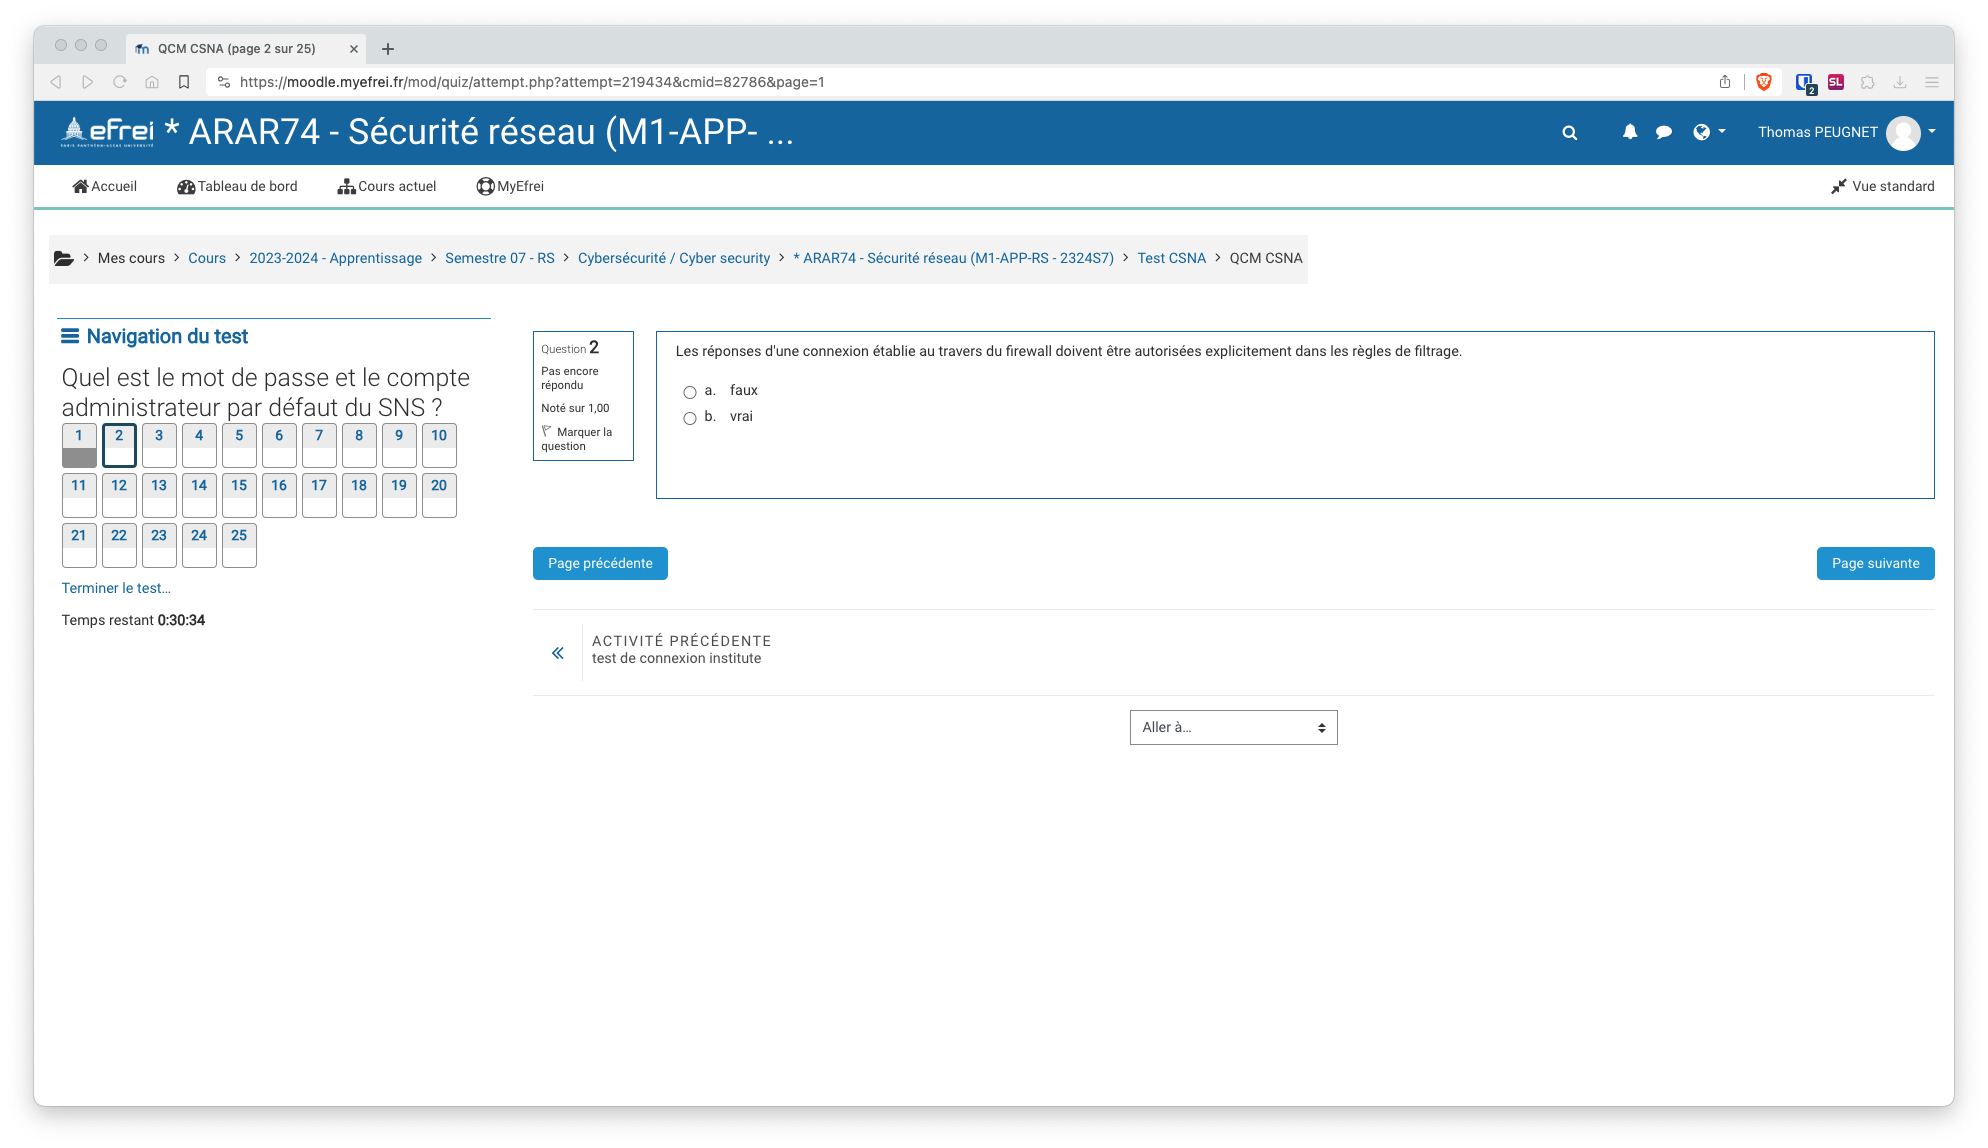 QCM CSNA (page 2 sur 25)
https://moodle.myefrei.fr/mod/quiz/attempt.php?attempt=219434&cmid=82786&page=1
SL
2
efrei
* ARAR74 - Sécurité réseau (M1-APP- ...
Thomas PEUGNET
Accueil
Tableau de bord
Cours actuel
MyEfrei
Vue standard
Mes cours > Cours > 2023-2024 - Apprentissage > Semestre 07 - RS > Cybersécurité / Cyber security > * ARAR74 - Sécurité réseau (M1-APP-RS - 2324S7) > Test CSNA > QCM CSNA
Navigation du test
Quel est le mot de passe et le compte
administrateur par défaut du SNS ?
1 2 3 4 5 6 7 8 9 10
11 12 13 14 15 16 17 18 19 20
21 22 23 24 25
Terminer le test…
Temps restant 0:30:34
Question 2
Pas encore
répondu
Noté sur 1,00
Marquer la
question
Les réponses d'une connexion établie au travers du firewall doivent être autorisées explicitement dans les règles de filtrage.
a. faux
b. vrai
Page précédente
Page suivante
ACTIVITÉ PRÉCÉDENTE
test de connexion institute
Aller à…